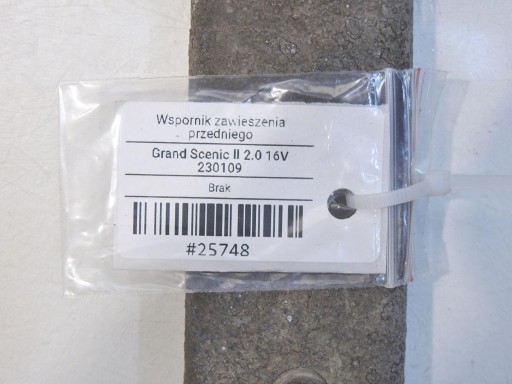 Wspornik zawieszenia
przedniego
Grand Scenic II 2.0 16V
230109
Brak
#25748